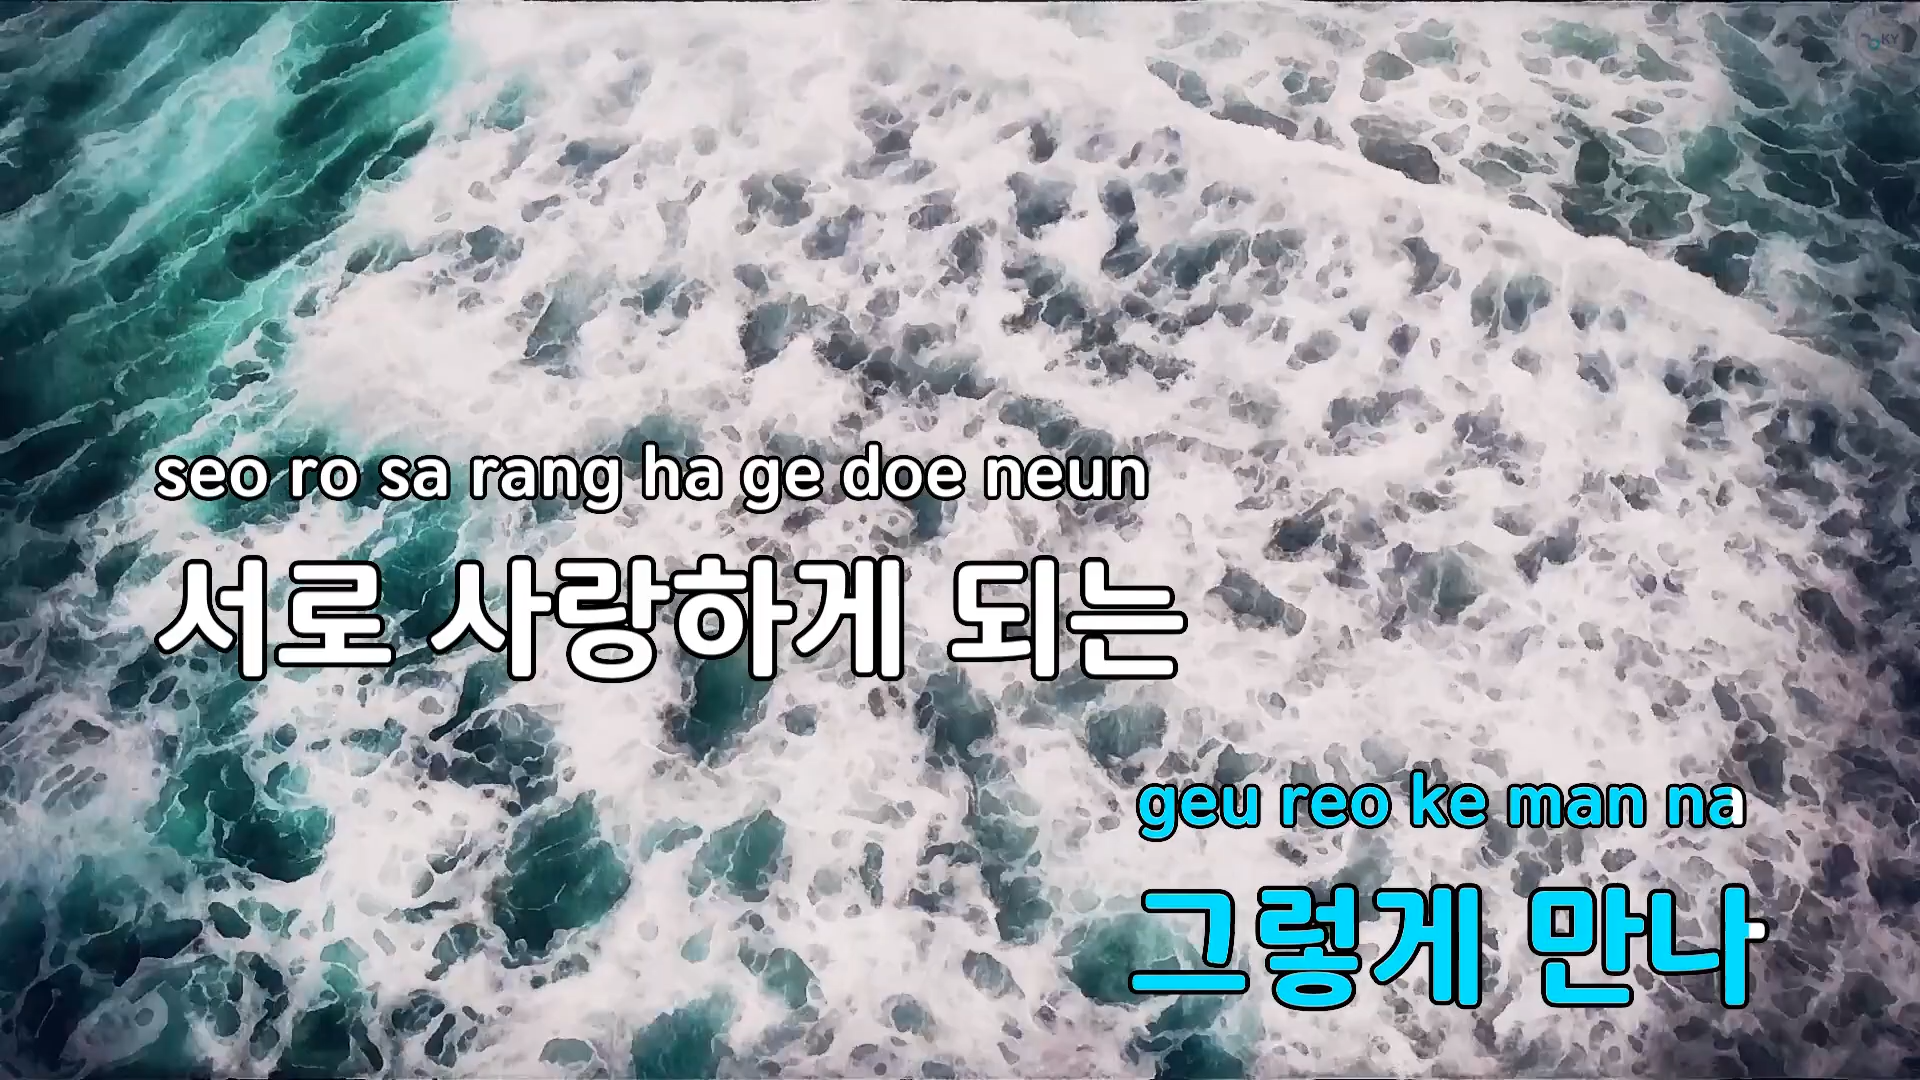 KY
seo ro sa rang ha ge doe neun
서로 사랑하게 되는
geu reo ke man na
그렇게 만나